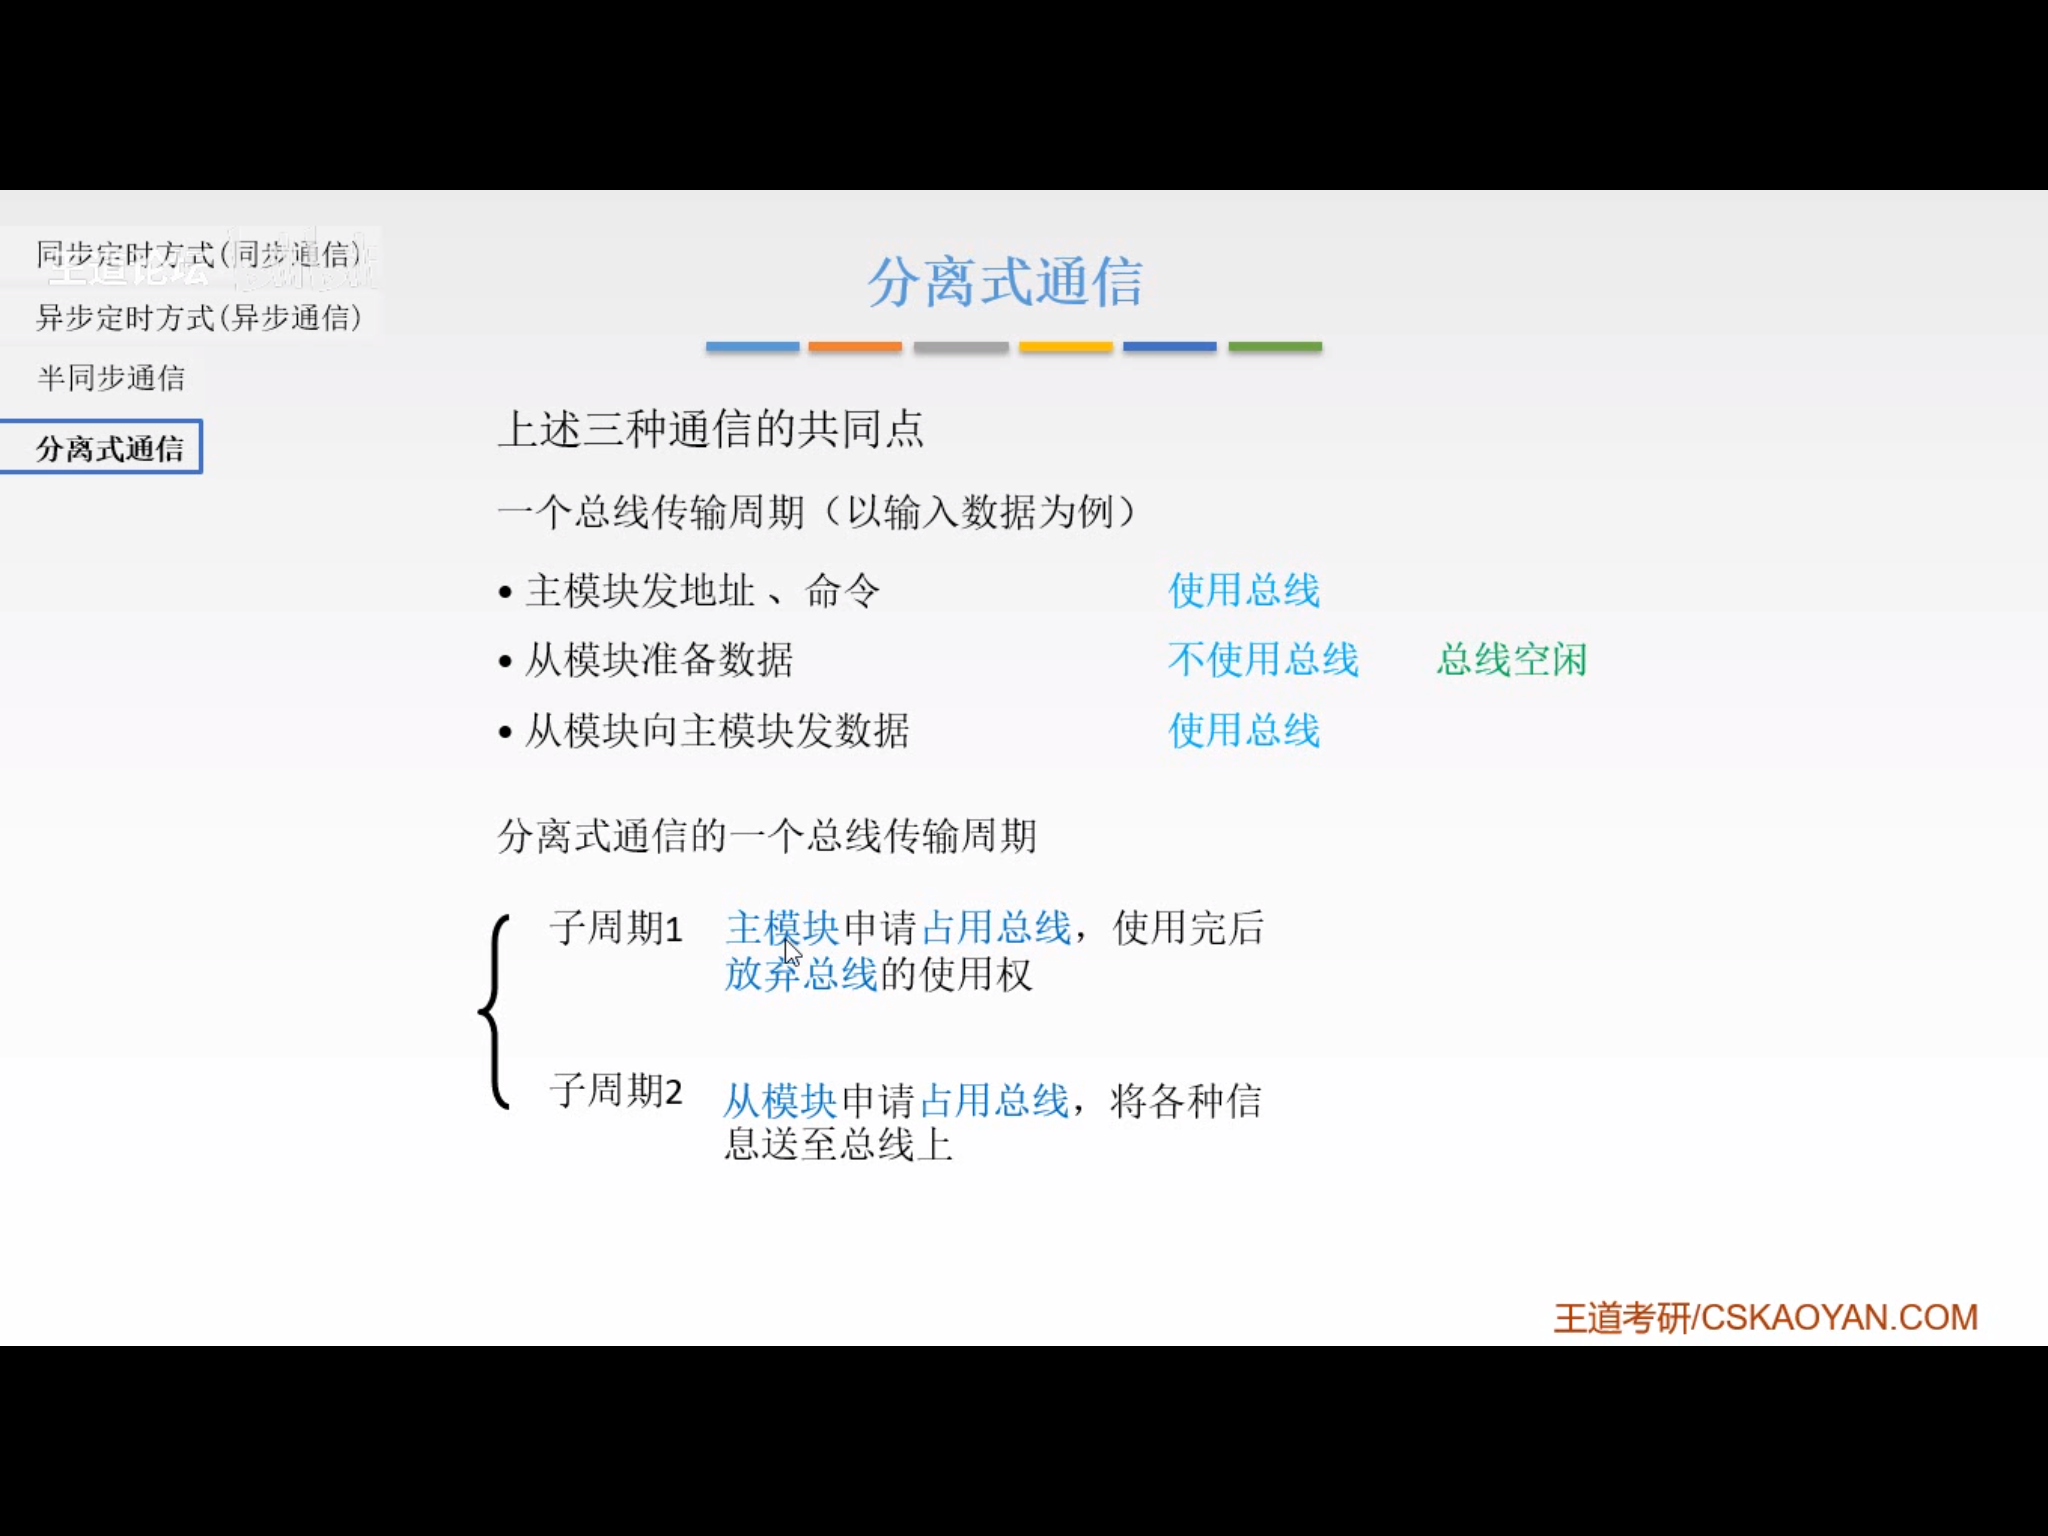 同步定时方式(同步通信)
王道论坛
异步定时方式(异步通信)
半同步通信
分离式通信
分离式通信
上述三种通信的共同点
一个总线传输周期（以输入数据为例）
• 主模块发地址 、命令 使用总线
• 从模块准备数据 不使用总线 总线空闲
• 从模块向主模块发数据 使用总线
分离式通信的一个总线传输周期
子周期1 主模块申请占用总线，使用完后
放弃总线的使用权
子周期2 从模块申请占用总线，将各种信
息送至总线上
王道考研/CSKAOYAN.COM